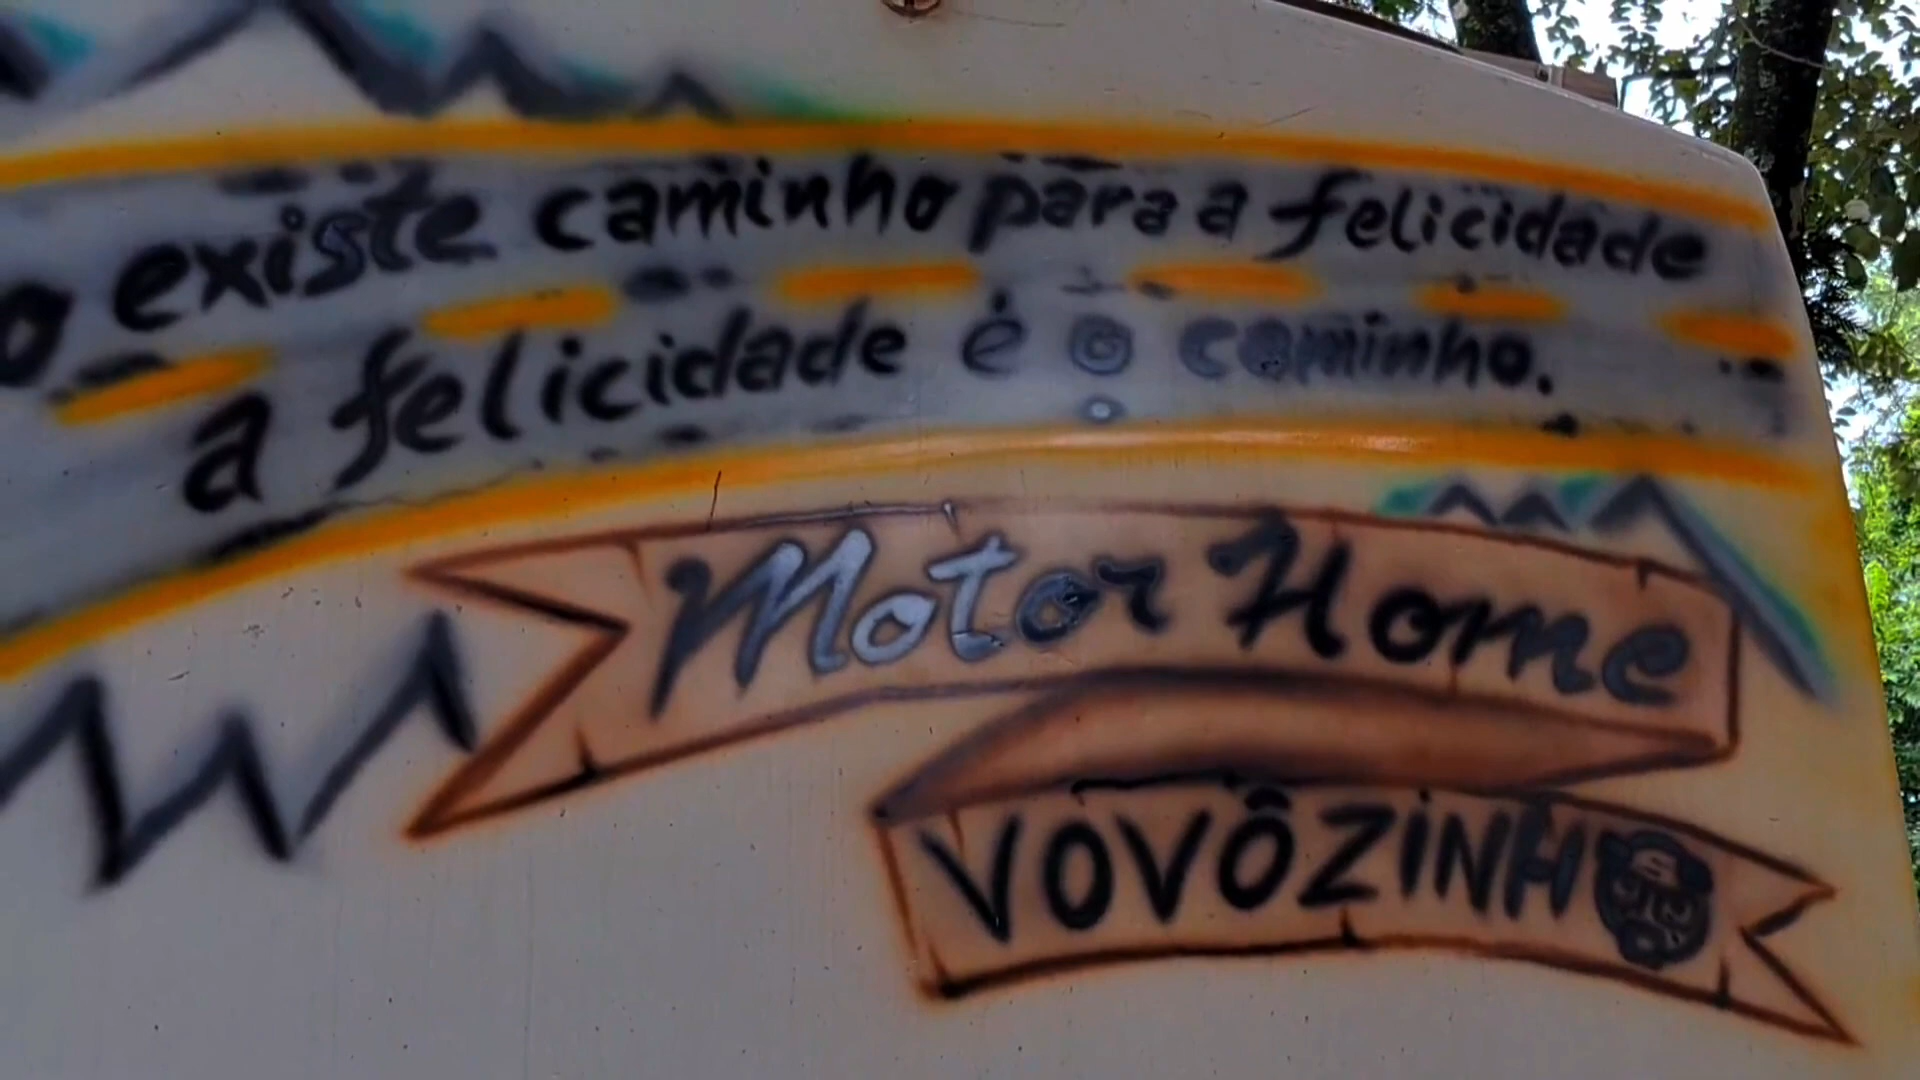 o existe caminho para a felicidade
a felicidade é o caminho.
Motor Home
VOVÔZINHO